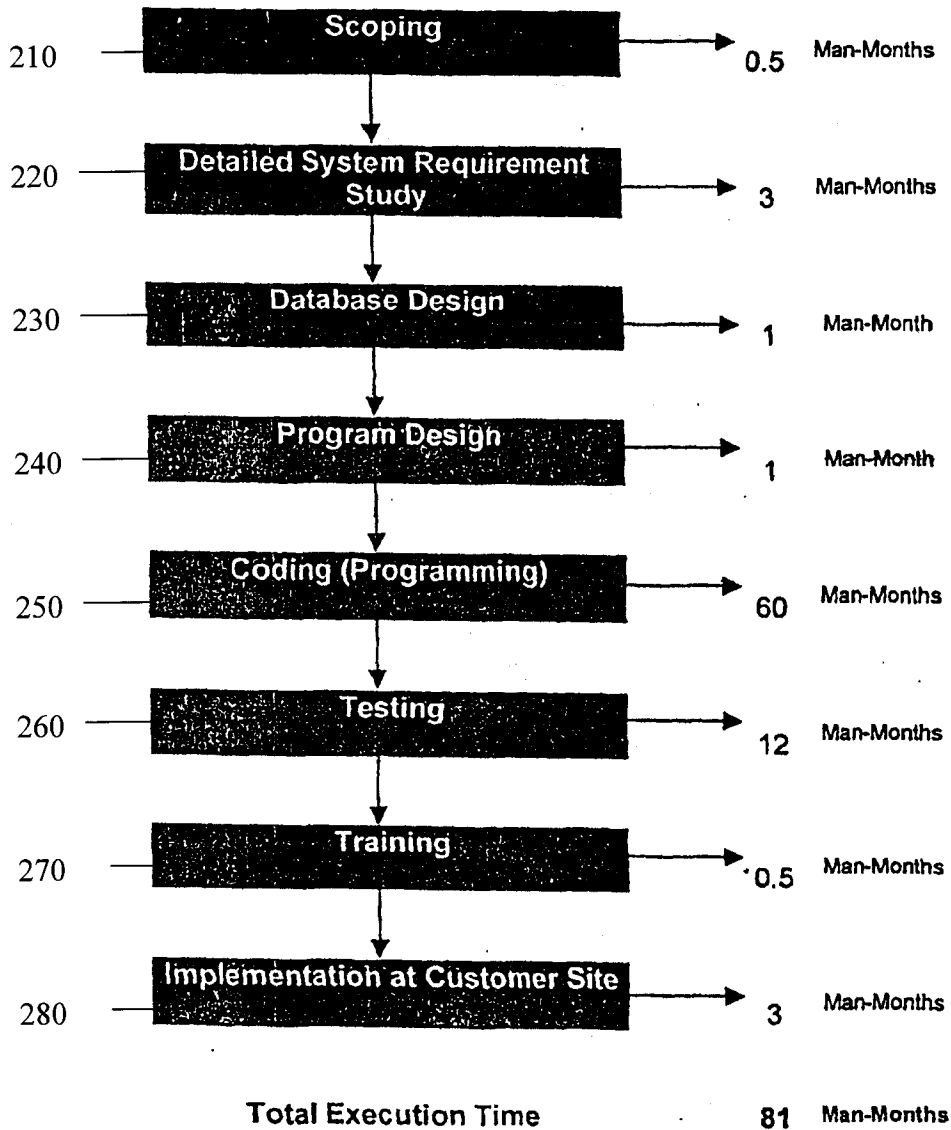 Scoping
210
0.5 Man-Months
Detailed System Requirement
Study
220
3 Man-Months
Database Design
230
1 Man-Month
Program Design
240
1 Man-Month
Coding (Programming)
250
60 Man-Months
Testing
260
12 Man-Months
Training
270
0.5 Man-Months
Implementation at Customer Site
280
3 Man-Months
Total Execution Time 81 Man-Months